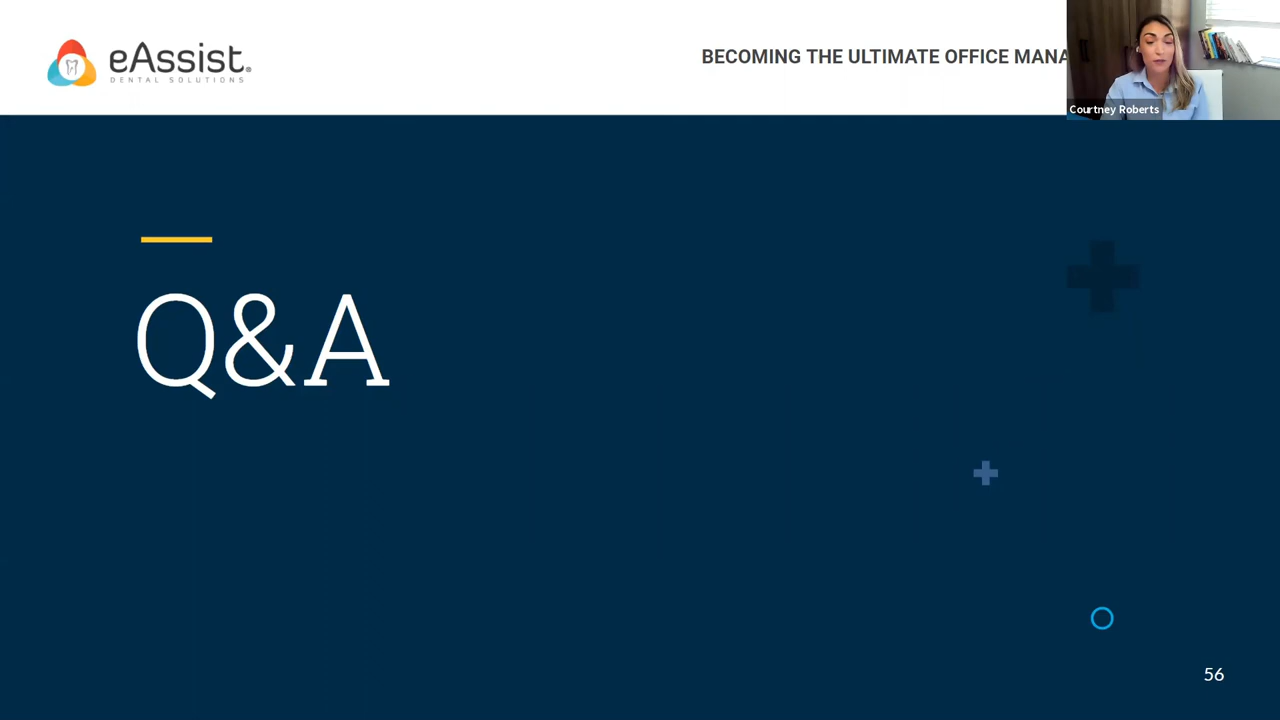 eAssist®
DENTAL SOLUTIONS
BECOMING THE ULTIMATE OFFICE MANA
Courtney Roberts
Q&A
56